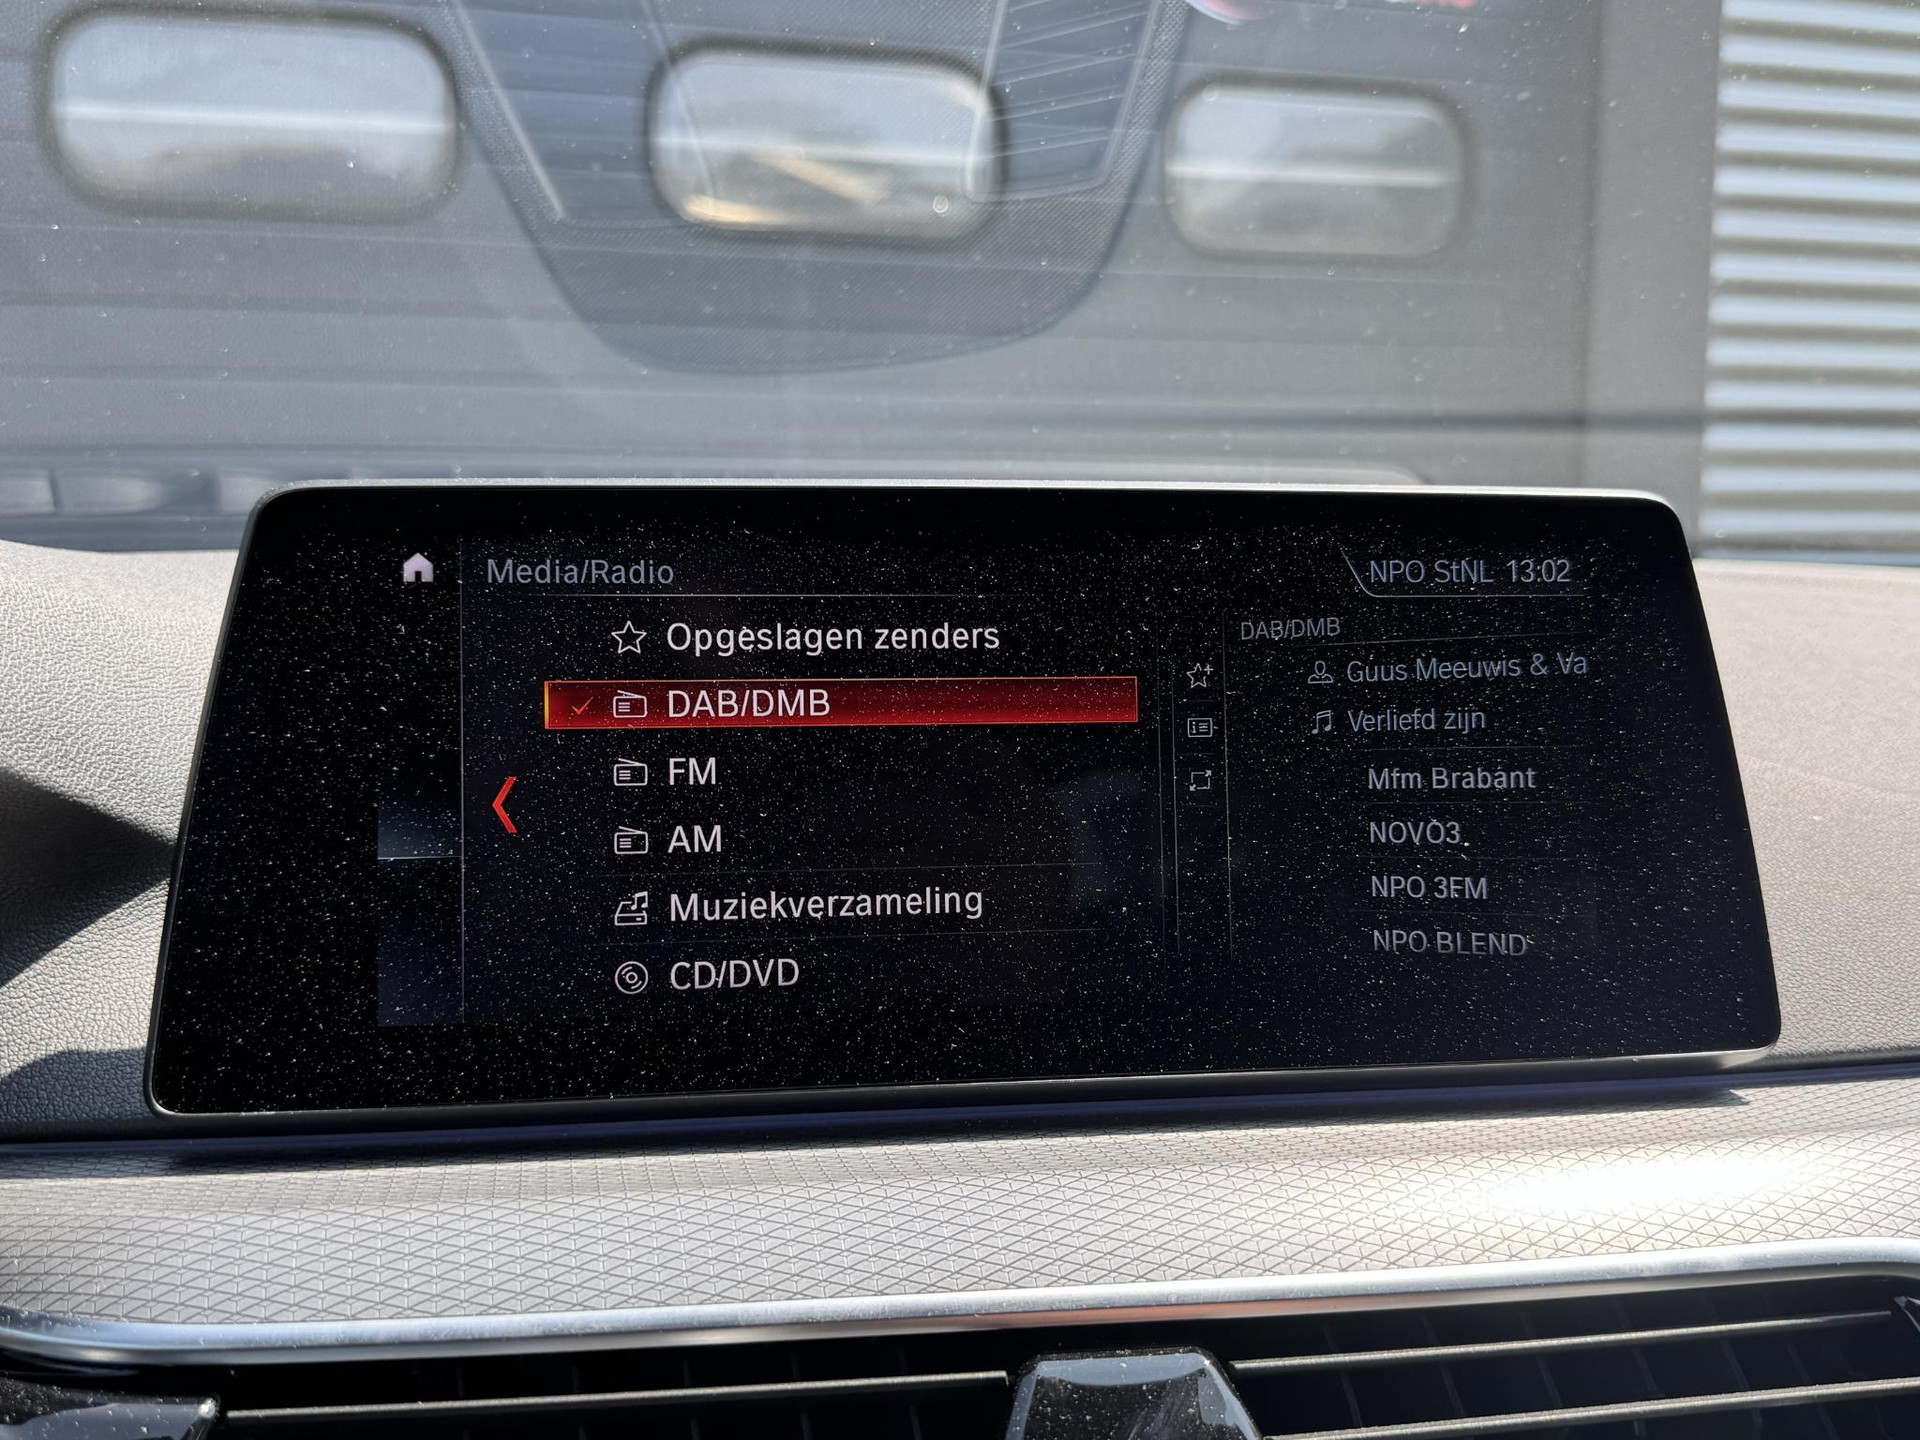 Media/Radio
NPO StNL 13:02
Opgeslagen zenders
DAB/DMB
FM
AM
Muziekverzameling
CD/DVD
DAB/DMB
Guus Meeuwis & Va
Verliefd zijn
Mfm Brabant
NOVO3
NPO 3FM
NPO BLEND